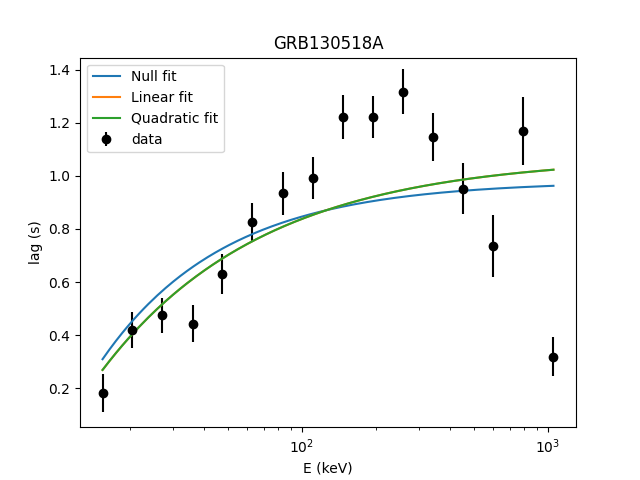 GRB130518A
Null fit
Linear fit
Quadratic fit
data
lag (s)
1.4
1.2
1.0
0.8
0.6
0.4
0.2
10²
10³
E (keV)